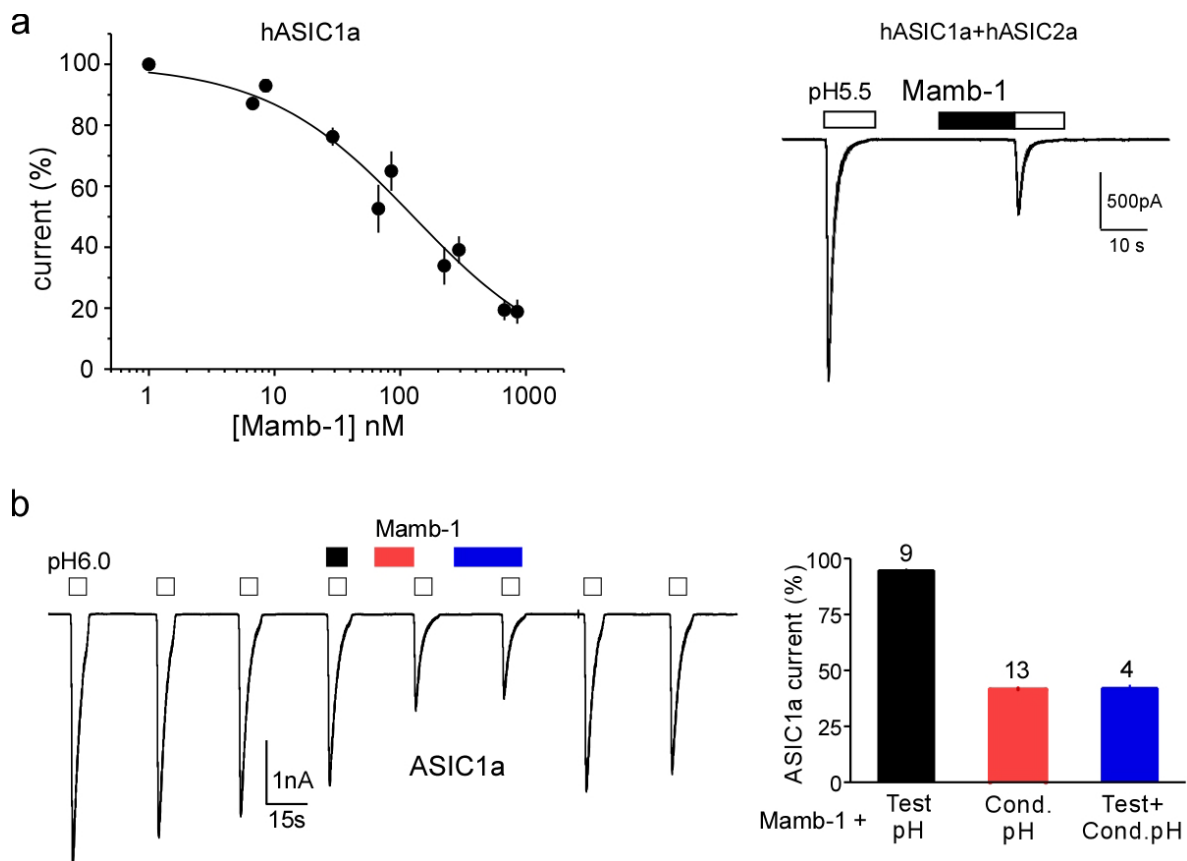 a
hASIC1a
100
80
60
40
20
0
current (%)
1 10 100 1000
[Mamb-1] nM
hASIC1a+hASIC2a
pH5.5 Mamb-1
500pA
10 s
b
Mamb-1
pH6.0
1nA
15s
ASIC1a
ASIC1a current (%)
100
75
50
25
0
9
13
4
Mamb-1 +
Test
pH
Cond.
pH
Test+
Cond.pH